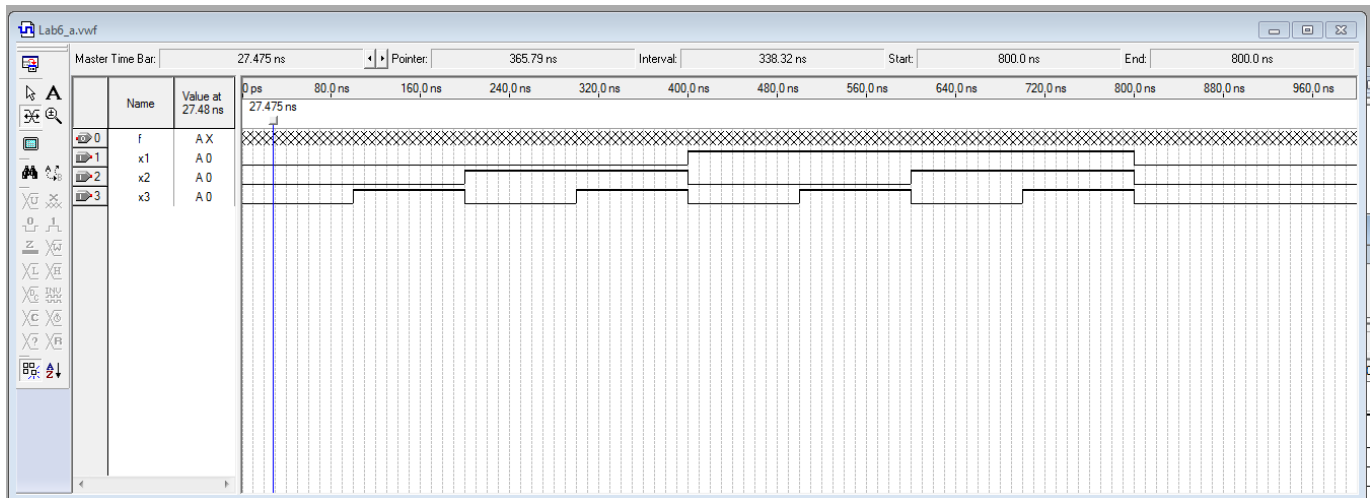 Lab6_a.vwf
Master Time Bar: 27.475 ns Pointer: 365.79 ns Interval: 338.32 ns Start: 800.0 ns End: 800.0 ns
Name Value at 27.48 ns
0 ps 80.0 ns 160.0 ns 240.0 ns 320.0 ns 400.0 ns 480.0 ns 560.0 ns 640.0 ns 720.0 ns 800.0 ns 880.0 ns 960.0 ns
27.475 ns
0 f A X
1 x1 A 0
2 x2 A 0
3 x3 A 0